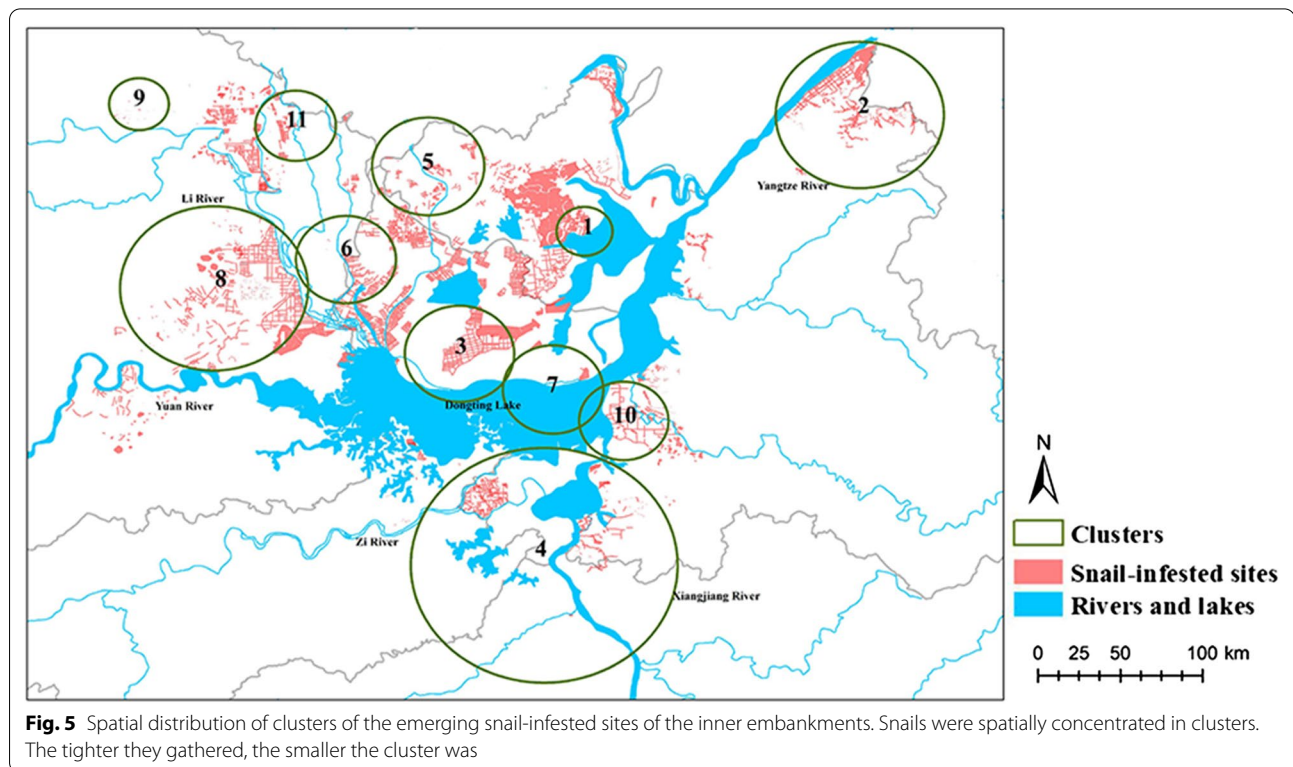 9
11
2
5
Yangtze River
Li River
1
6
8
3
7
Yuan River
Dongting Lake
10
N
Clusters
Snail-infested sites
Rivers and lakes
Zi River
4
Xiangjiang River
0 25 50 100 km
Fig. 5 Spatial distribution of clusters of the emerging snail-infested sites of the inner embankments. Snails were spatially concentrated in clusters.
The tighter they gathered, the smaller the cluster was